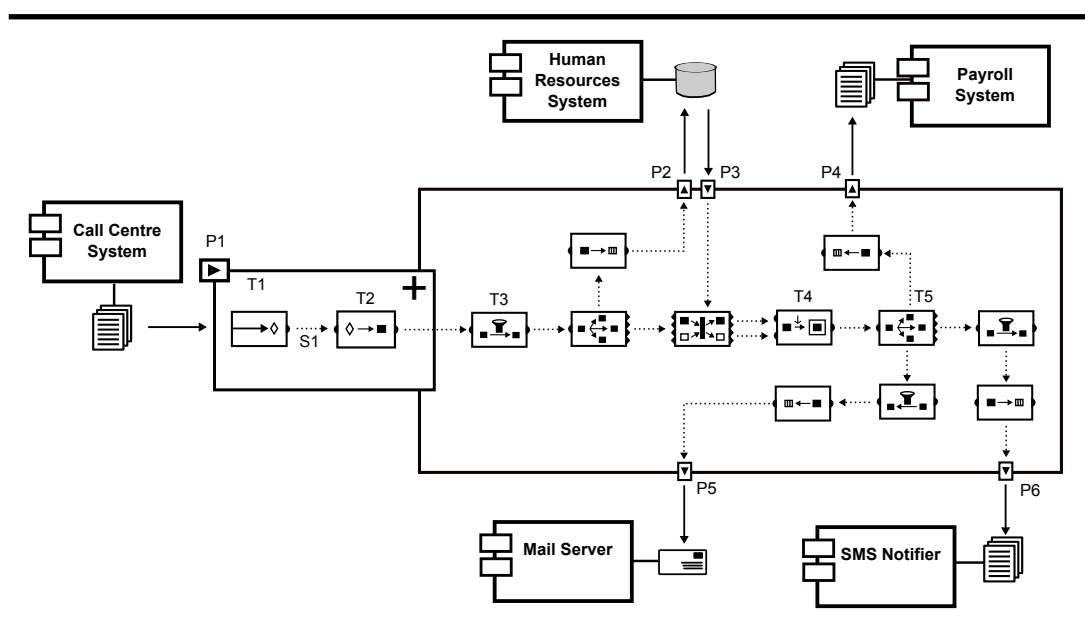 Human
Resources
System
Payroll
System
P2
P3
P4
Call Centre
System
P1
T1
T2
S1
T3
T4
T5
P5
P6
Mail Server
SMS Notifier